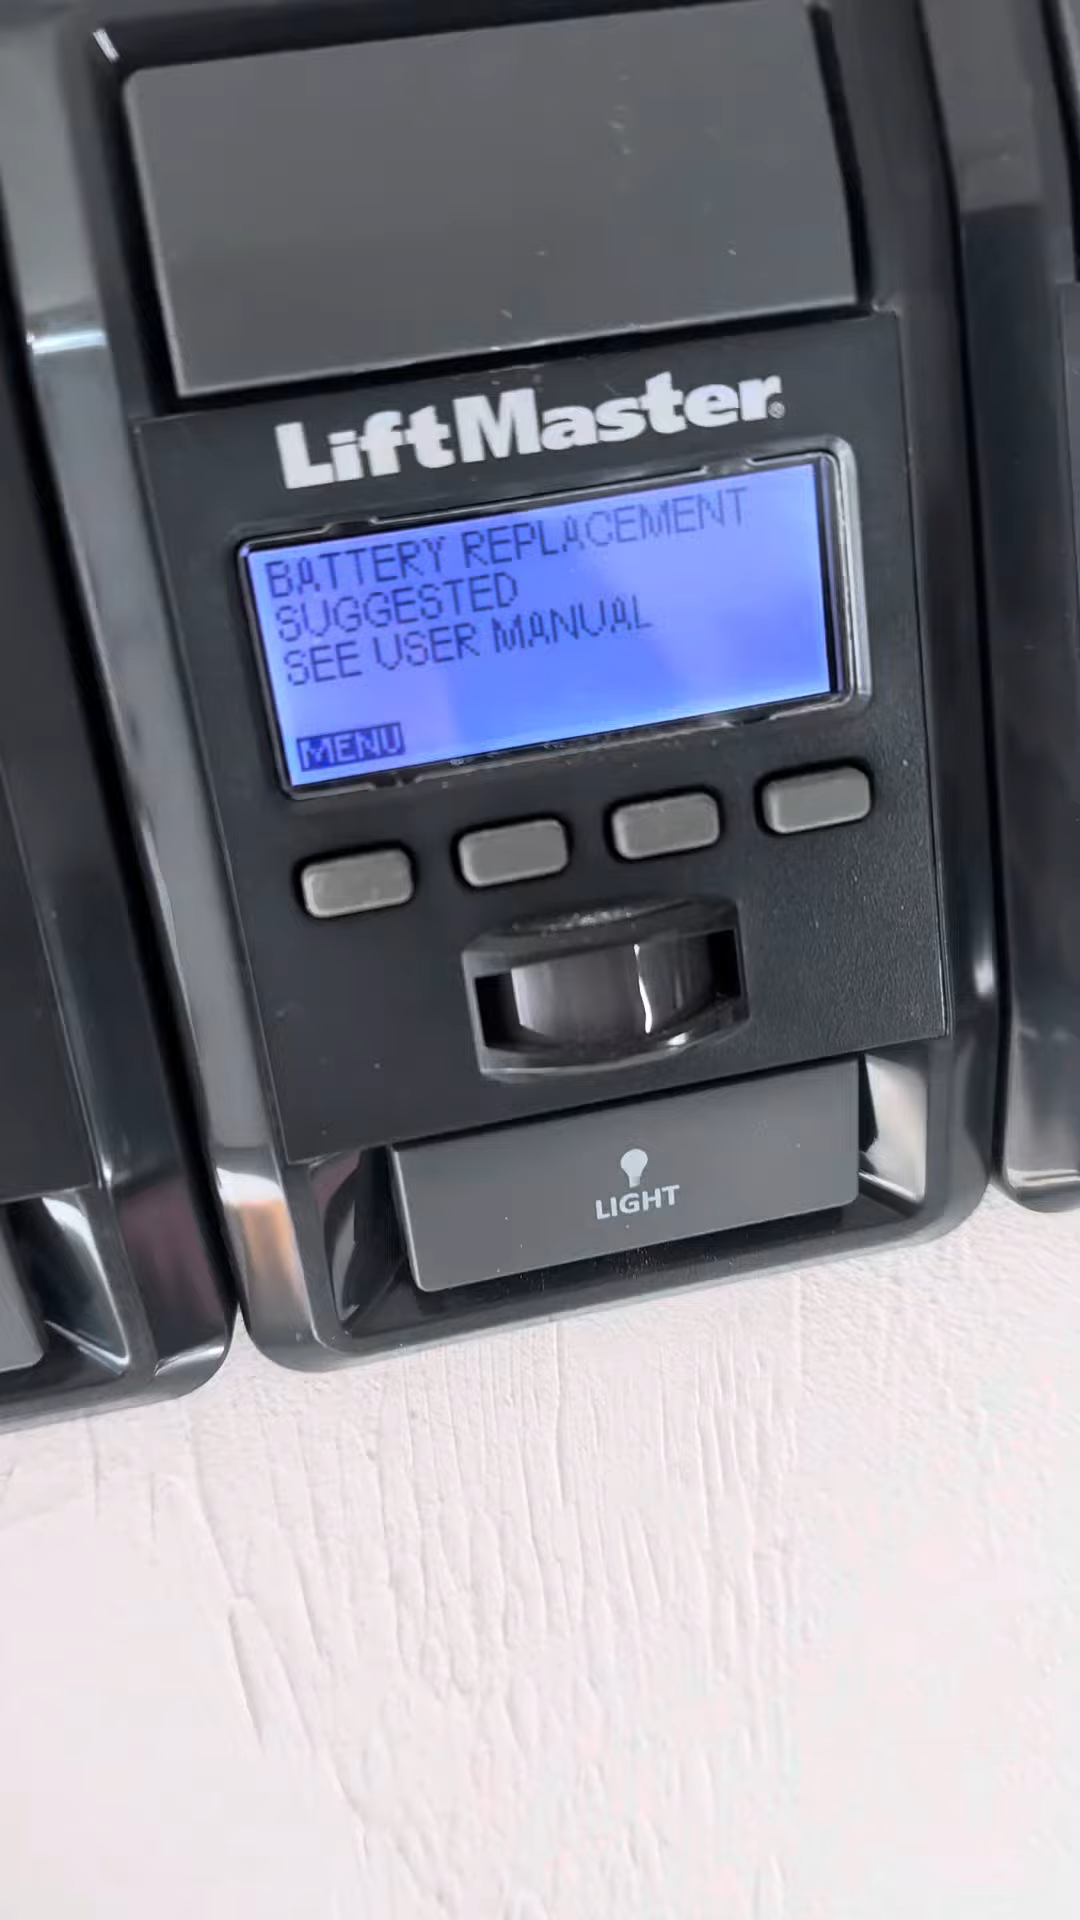 LiftMaster®
BATTERY REPLACEMENT
SUGGESTED
SEE USER MANUAL
MENU
LIGHT